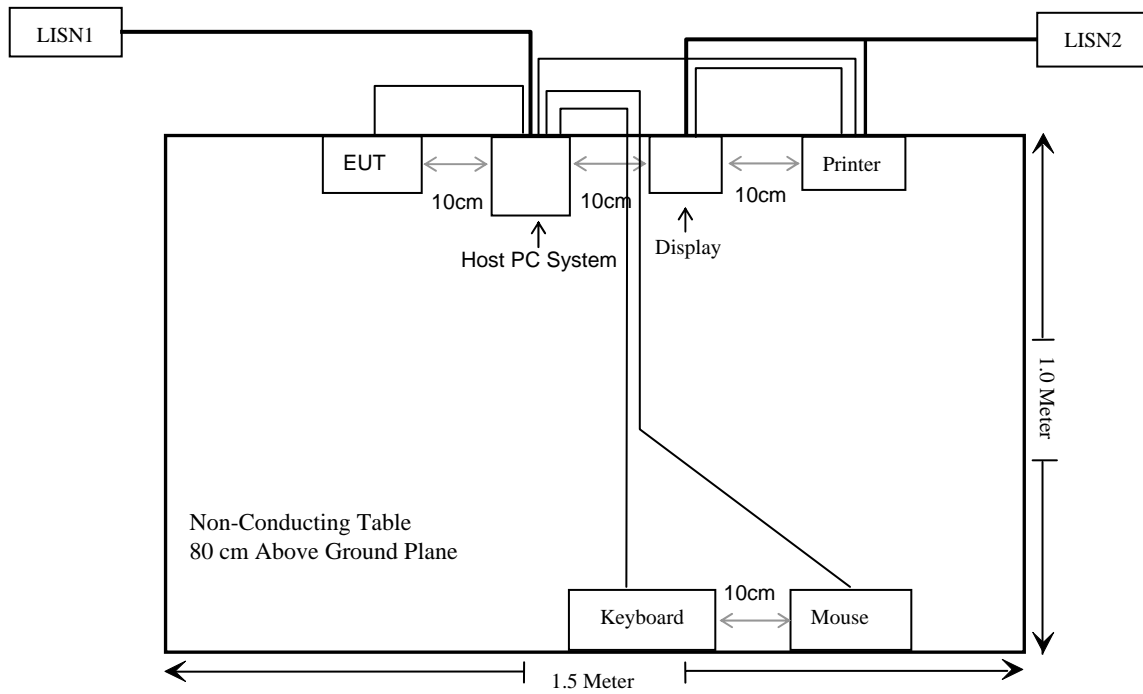 LISN1
LISN2
EUT
Printer
10cm
10cm
10cm
Host PC System
Display
1.0 Meter
Non-Conducting Table
80 cm Above Ground Plane
10cm
Keyboard
Mouse
1.5 Meter